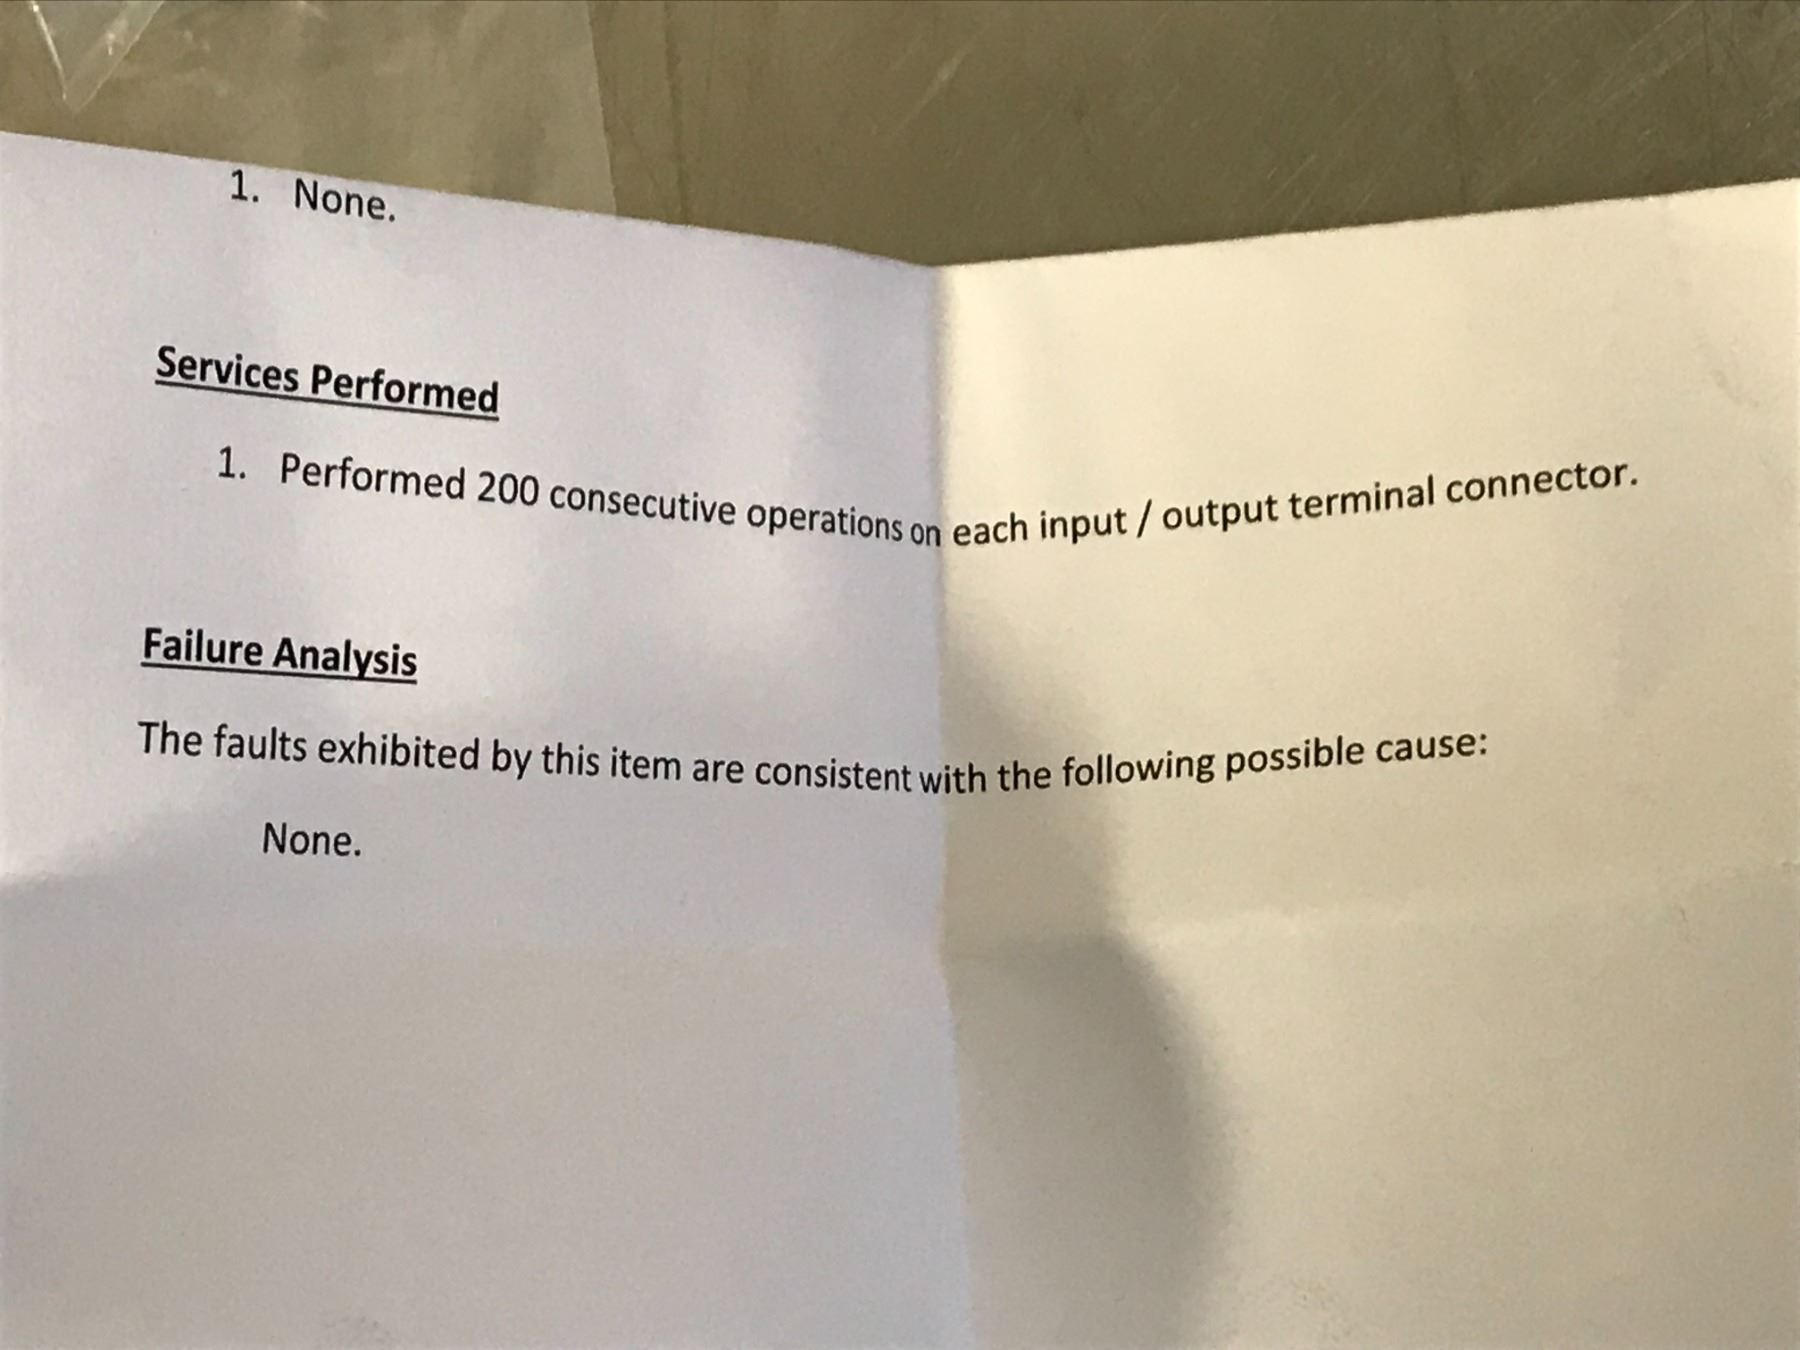 1. None.
Services Performed
1. Performed 200 consecutive operations on each input / output terminal connector.
Failure Analysis
The faults exhibited by this item are consistent with the following possible cause:
None.